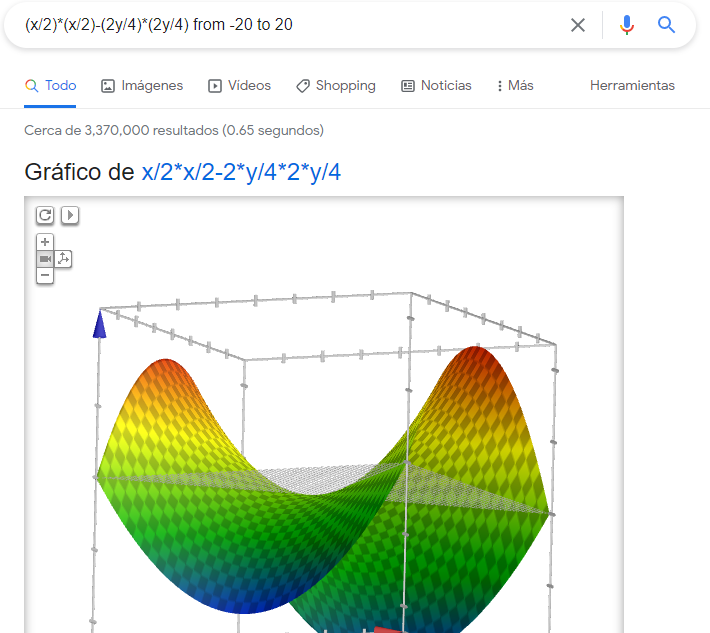 (x/2)*(x/2)-(2y/4)*(2y/4) from -20 to 20
Todo Imágenes Videos Shopping Noticias Más Herramientas
Cerca de 3,370,000 resultados (0.65 segundos)
Gráfico de x/2*x/2-2*y/4*2*y/4